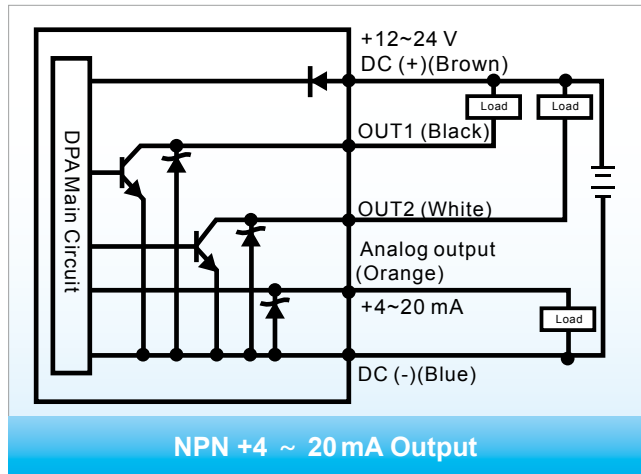 +12~24 V
DC (+)(Brown)
Load
Load
OUT1 (Black)
DPA Main Circuit
OUT2 (White)
Analog output
(Orange)
+4~20 mA
Load
DC (-)(Blue)
NPN +4 ~ 20 mA Output